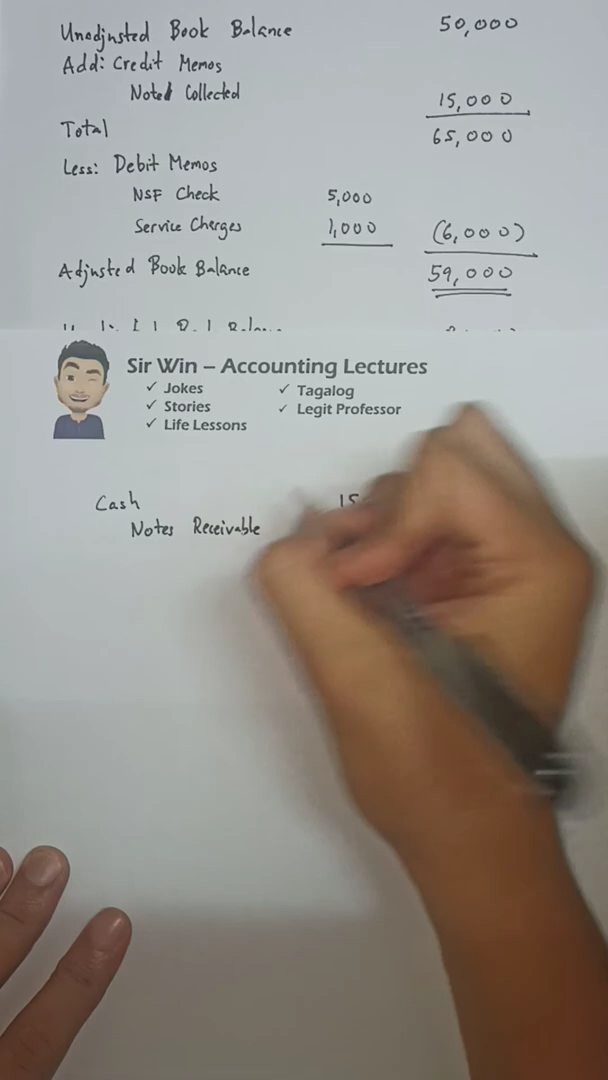 Unadjusted Book Balance 50,000
Add: Credit Memos
Note Collected 15,000
Total 65,000
Less: Debit Memos
NSF Check 5,000
Service Charges 1,000 (6,000)
Adjusted Book Balance 59,000
Sir Win – Accounting Lectures
✓ Jokes ✓ Tagalog
✓ Stories ✓ Legit Professor
✓ Life Lessons
Cash 15
Notes Receivable